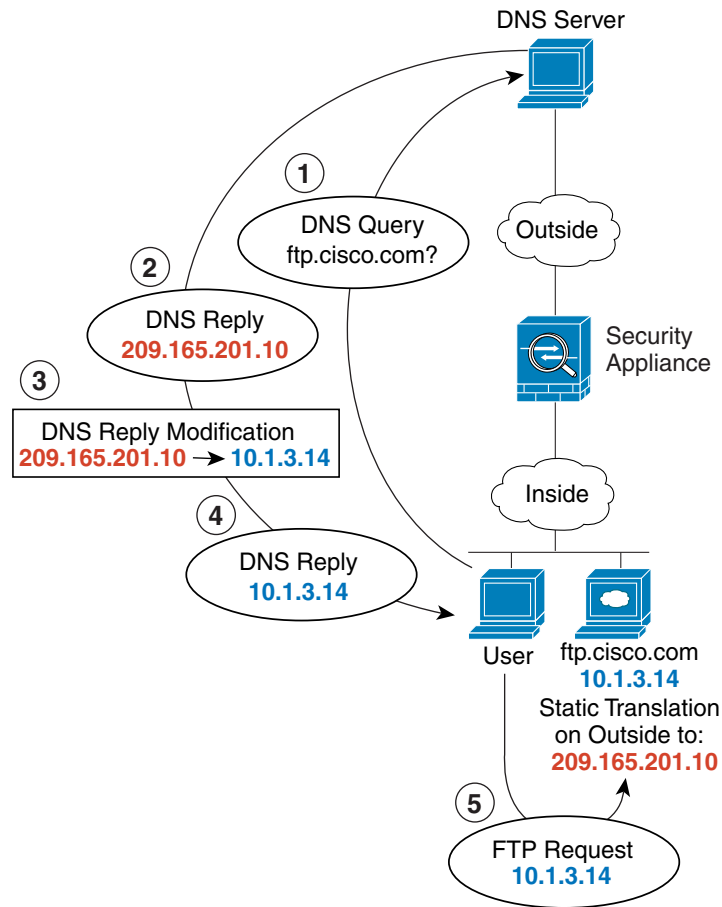 DNS Server
1
DNS Query
ftp.cisco.com?
Outside
2
DNS Reply
209.165.201.10
Security
Appliance
3
DNS Reply Modification
209.165.201.10 → 10.1.3.14
Inside
4
DNS Reply
10.1.3.14
User
ftp.cisco.com
10.1.3.14
Static Translation
on Outside to:
209.165.201.10
5
FTP Request
10.1.3.14